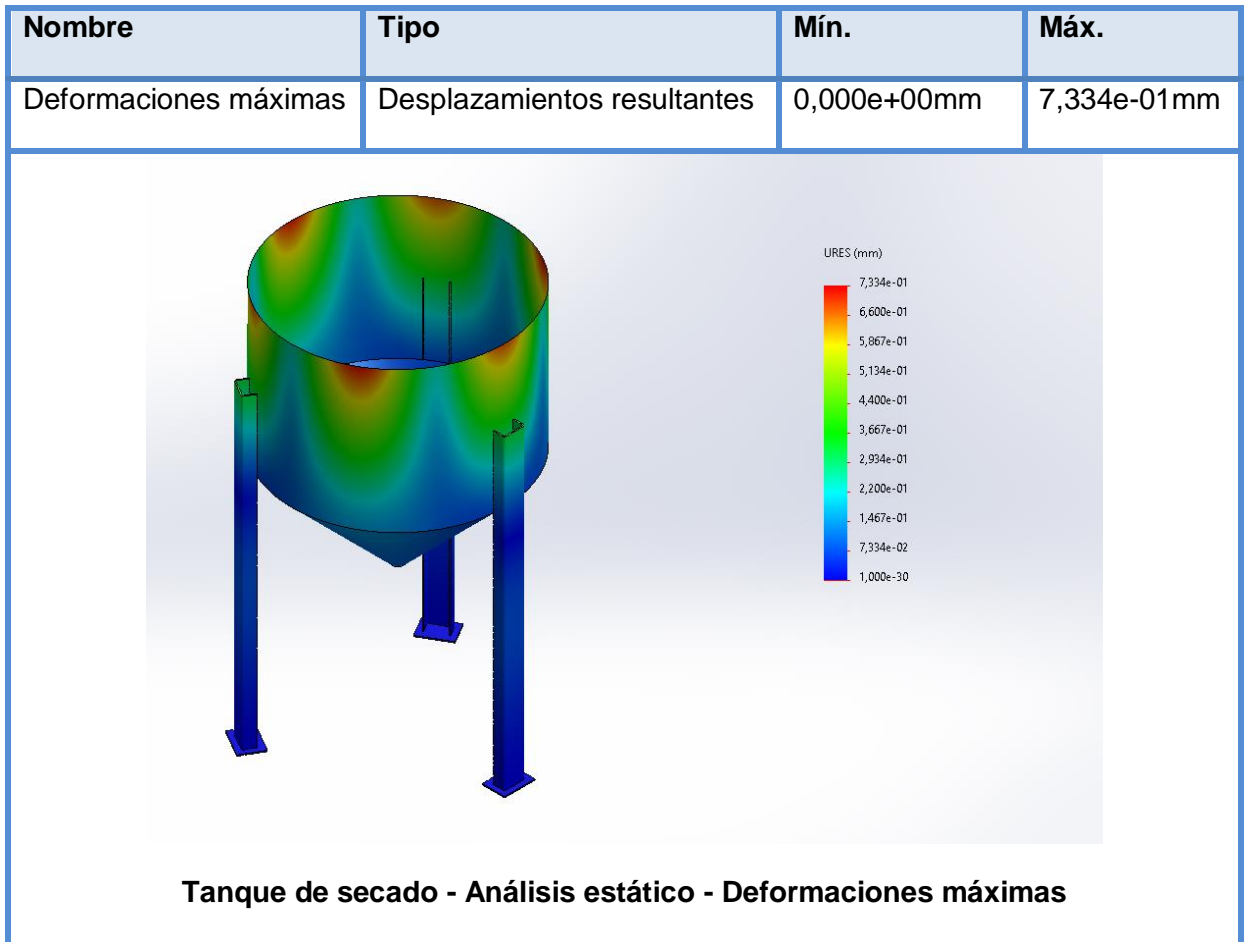 Nombre Tipo Mín. Máx.
Deformaciones máximas Desplazamientos resultantes 0,000e+00mm 7,334e-01mm
URES (mm)
7,334e-01
6,600e-01
5,867e-01
5,134e-01
4,400e-01
3,667e-01
2,934e-01
2,200e-01
1,467e-01
7,334e-02
1,000e-30
Tanque de secado - Análisis estático - Deformaciones máximas